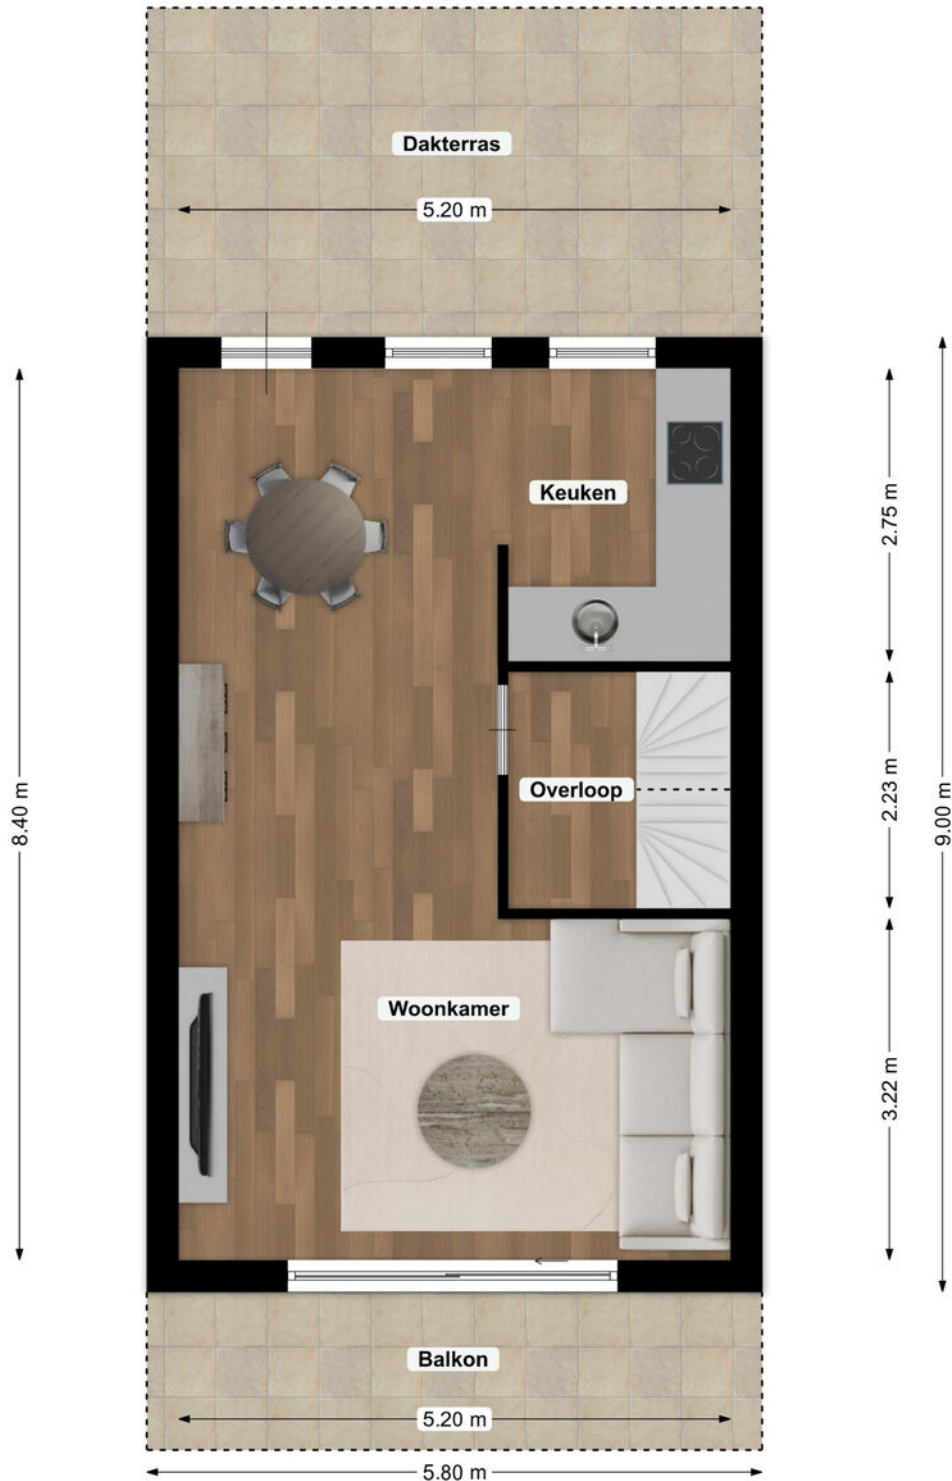 Dakterras
5.20 m
Keuken
2.75 m
8.40 m
Overloop
2.23 m
9.00 m
Woonkamer
3.22 m
Balkon
5.20 m
5.80 m